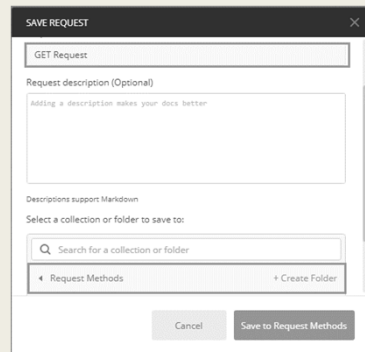 SAVE REQUEST
GET Request
Request description (Optional)
Adding a description makes your docs better
Descriptions support Markdown
Select a collection or folder to save to:
Search for a collection or folder
Request Methods + Create Folder
Cancel Save to Request Methods